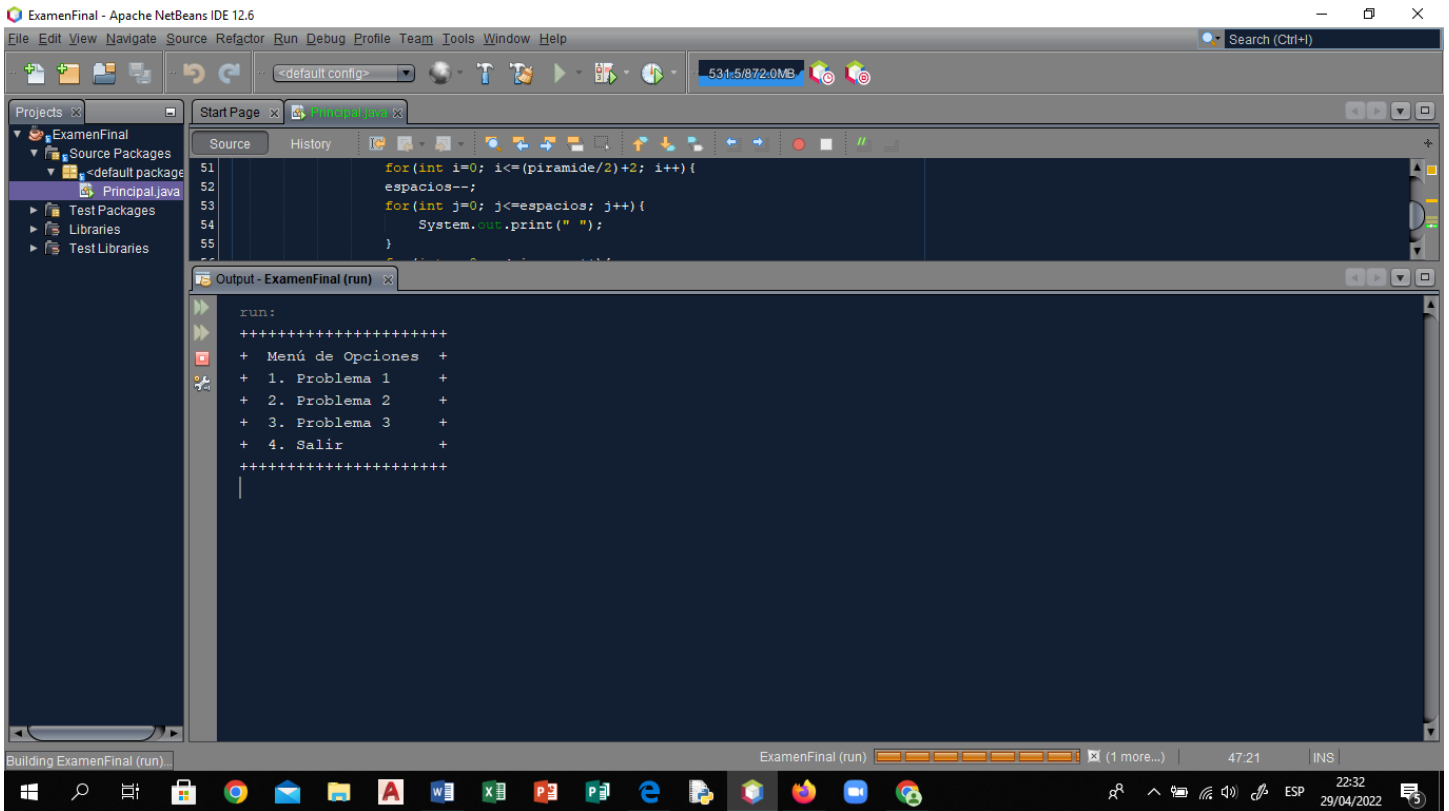 ExamenFinal - Apache NetBeans IDE 12.6
File Edit View Navigate Source Refactor Run Debug Profile Team Tools Window Help
Search (Ctrl+I)
<default config>
531.5/872.0MB
Projects
Start Page
Principal.java
ExamenFinal
Source Packages
<default package
Principal.java
Test Packages
Libraries
Test Libraries
Source History
51 for(int i=0; i<=(piramide/2)+2; i++){
52 espacios--;
53 for(int j=0; j<=espacios; j++){
54 System.out.print(" ");
55 }
Output - ExamenFinal (run)
run:
++++++++++++++++++++++
+ Menú de Opciones +
+ 1. Problema 1 +
+ 2. Problema 2 +
+ 3. Problema 3 +
+ 4. Salir +
++++++++++++++++++++++
Building ExamenFinal (run)...
ExamenFinal (run)
(1 more...)
47:21
INS
ESP
22:32
29/04/2022
5